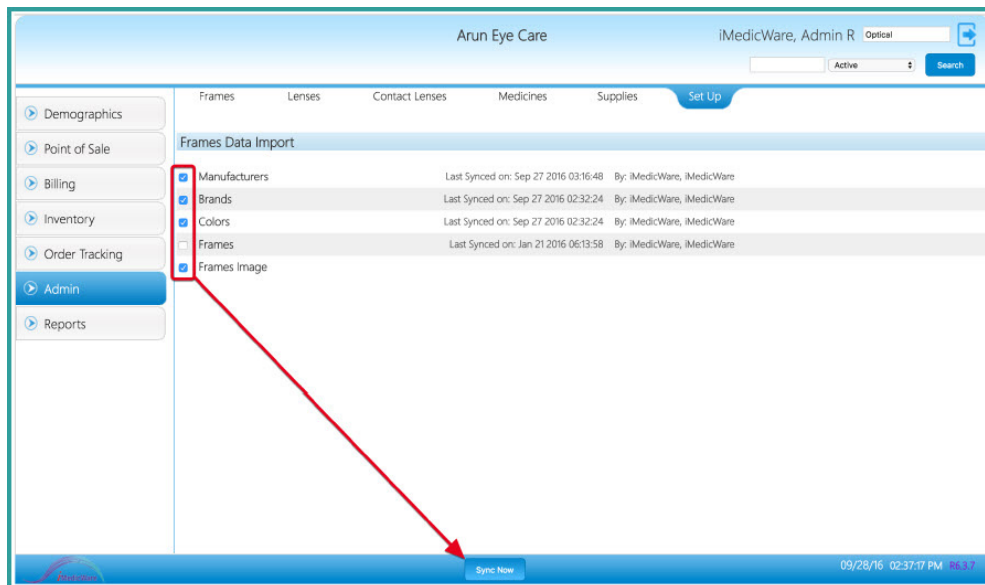 Arun Eye Care
iMedicWare, Admin R Optical
Active Search
Frames Lenses Contact Lenses Medicines Supplies Set Up
Demographics
Point of Sale
Billing
Inventory
Order Tracking
Admin
Reports
Frames Data Import
Manufacturers Last Synced on: Sep 27 2016 03:16:48 By: iMedicWare, iMedicWare
Brands Last Synced on: Sep 27 2016 02:32:24 By: iMedicWare, iMedicWare
Colors Last Synced on: Sep 27 2016 02:32:24 By: iMedicWare, iMedicWare
Frames Last Synced on: Jan 21 2016 06:13:58 By: iMedicWare, iMedicWare
Frames Image
Sync Now
09/28/16 02:37:17 PM R6.3.7